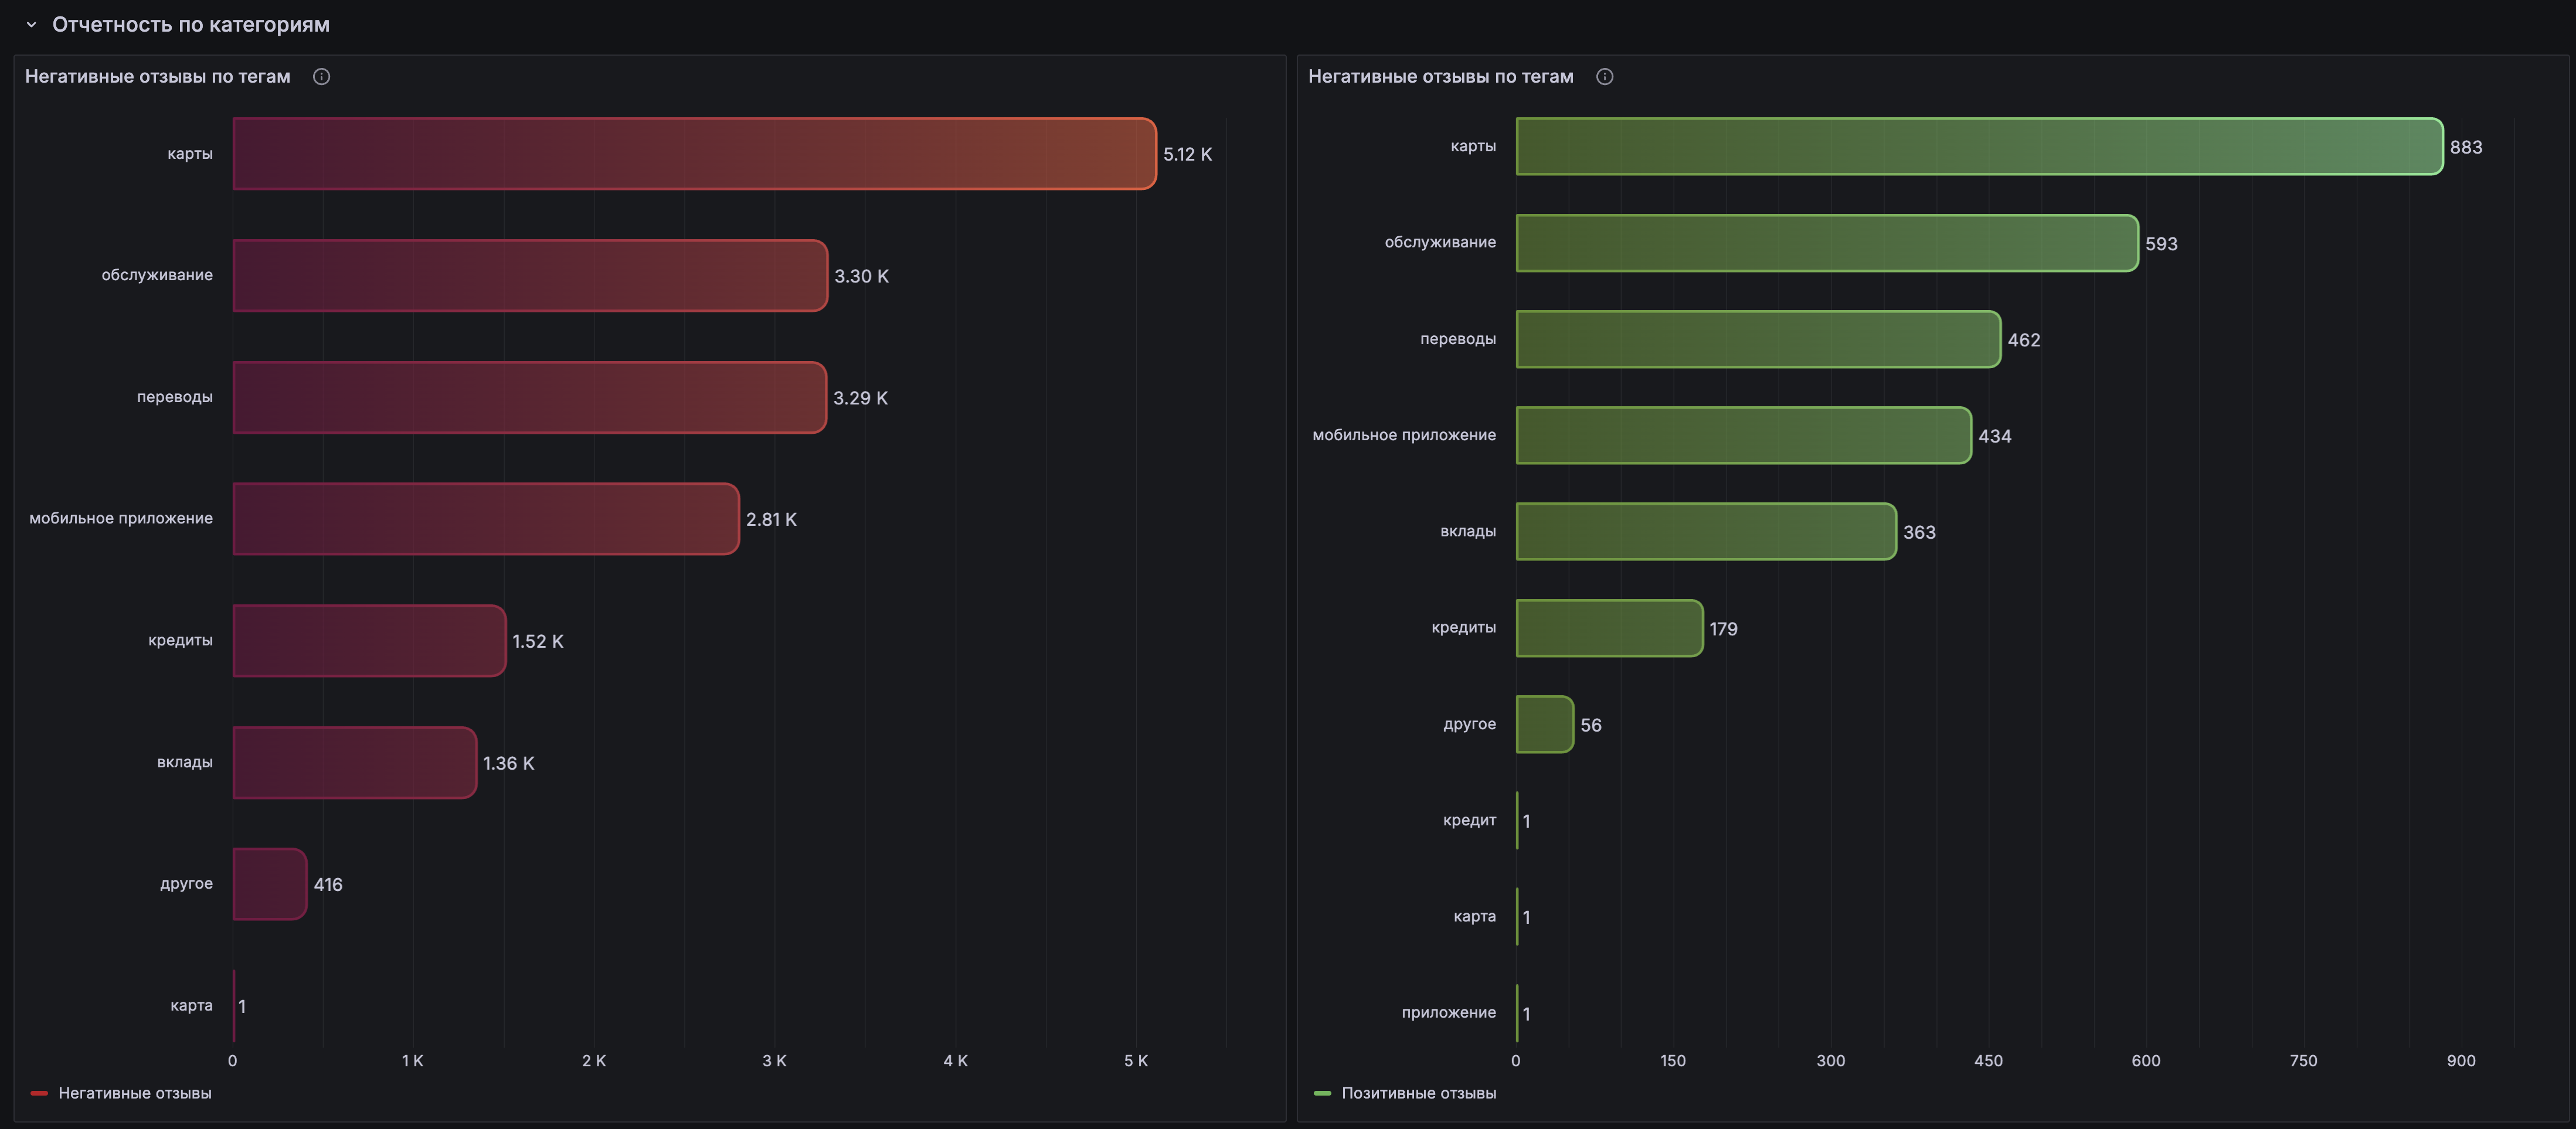 Отчетность по категориям
Негативные отзывы по тегам
карты 5.12 K
обслуживание 3.30 K
переводы 3.29 K
мобильное приложение 2.81 K
кредиты 1.52 K
вклады 1.36 K
другое 416
карта 1
0 1 K 2 K 3 K 4 K 5 K
Негативные отзывы
Негативные отзывы по тегам
карты 883
обслуживание 593
переводы 462
мобильное приложение 434
вклады 363
кредиты 179
другое 56
кредит 1
карта 1
приложение 1
0 150 300 450 600 750 900
Позитивные отзывы